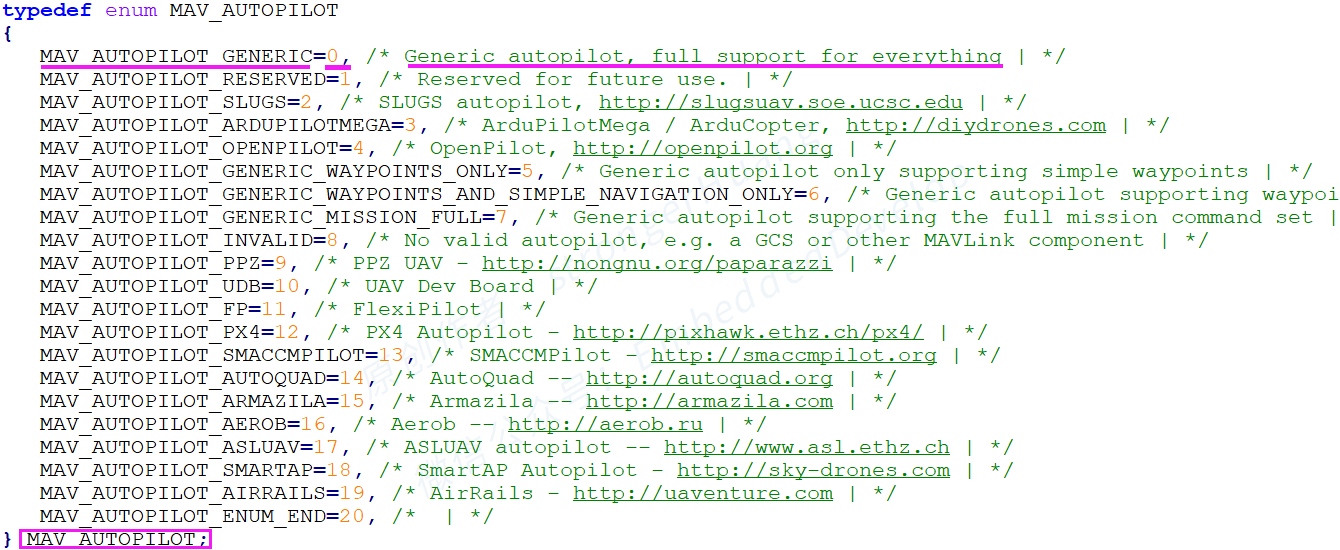 typedef enum MAV_AUTOPILOT
{
MAV_AUTOPILOT_GENERIC=0, /* Generic autopilot, full support for everything | */
MAV_AUTOPILOT_RESERVED=1, /* Reserved for future use. | */
MAV_AUTOPILOT_SLUGS=2, /* SLUGS autopilot, http://slugsuav.soe.ucsc.edu | */
MAV_AUTOPILOT_ARDUPILOTMEGA=3, /* ArduPilotMega / ArduCopter, http://diydrones.com | */
MAV_AUTOPILOT_OPENPILOT=4, /* OpenPilot, http://openpilot.org | */
MAV_AUTOPILOT_GENERIC_WAYPOINTS_ONLY=5, /* Generic autopilot only supporting simple waypoints | */
MAV_AUTOPILOT_GENERIC_WAYPOINTS_AND_SIMPLE_NAVIGATION_ONLY=6, /* Generic autopilot supporting waypoi
MAV_AUTOPILOT_GENERIC_MISSION_FULL=7, /* Generic autopilot supporting the full mission command set |
MAV_AUTOPILOT_INVALID=8, /* No valid autopilot, e.g. a GCS or other MAVLink component | */
MAV_AUTOPILOT_PPZ=9, /* PPZ UAV - http://nongnu.org/paparazzi | */
MAV_AUTOPILOT_UDB=10, /* UAV Dev Board | */
MAV_AUTOPILOT_FP=11, /* FlexiPilot | */
MAV_AUTOPILOT_PX4=12, /* PX4 Autopilot - http://pixhawk.ethz.ch/px4/ | */
MAV_AUTOPILOT_SMACCMPILOT=13, /* SMACCMPilot - http://smaccmpilot.org | */
MAV_AUTOPILOT_AUTOQUAD=14, /* AutoQuad -- http://autoquad.org | */
MAV_AUTOPILOT_ARMAZILA=15, /* Armazila -- http://armazila.com | */
MAV_AUTOPILOT_AEROB=16, /* Aerob -- http://aerob.ru | */
MAV_AUTOPILOT_ASLUAV=17, /* ASLUAV autopilot -- http://www.asl.ethz.ch | */
MAV_AUTOPILOT_SMARTAP=18, /* SmartAP Autopilot - http://sky-drones.com | */
MAV_AUTOPILOT_AIRRAILS=19, /* AirRails - http://uaventure.com | */
MAV_AUTOPILOT_ENUM_END=20, /*  | */
} MAV_AUTOPILOT;